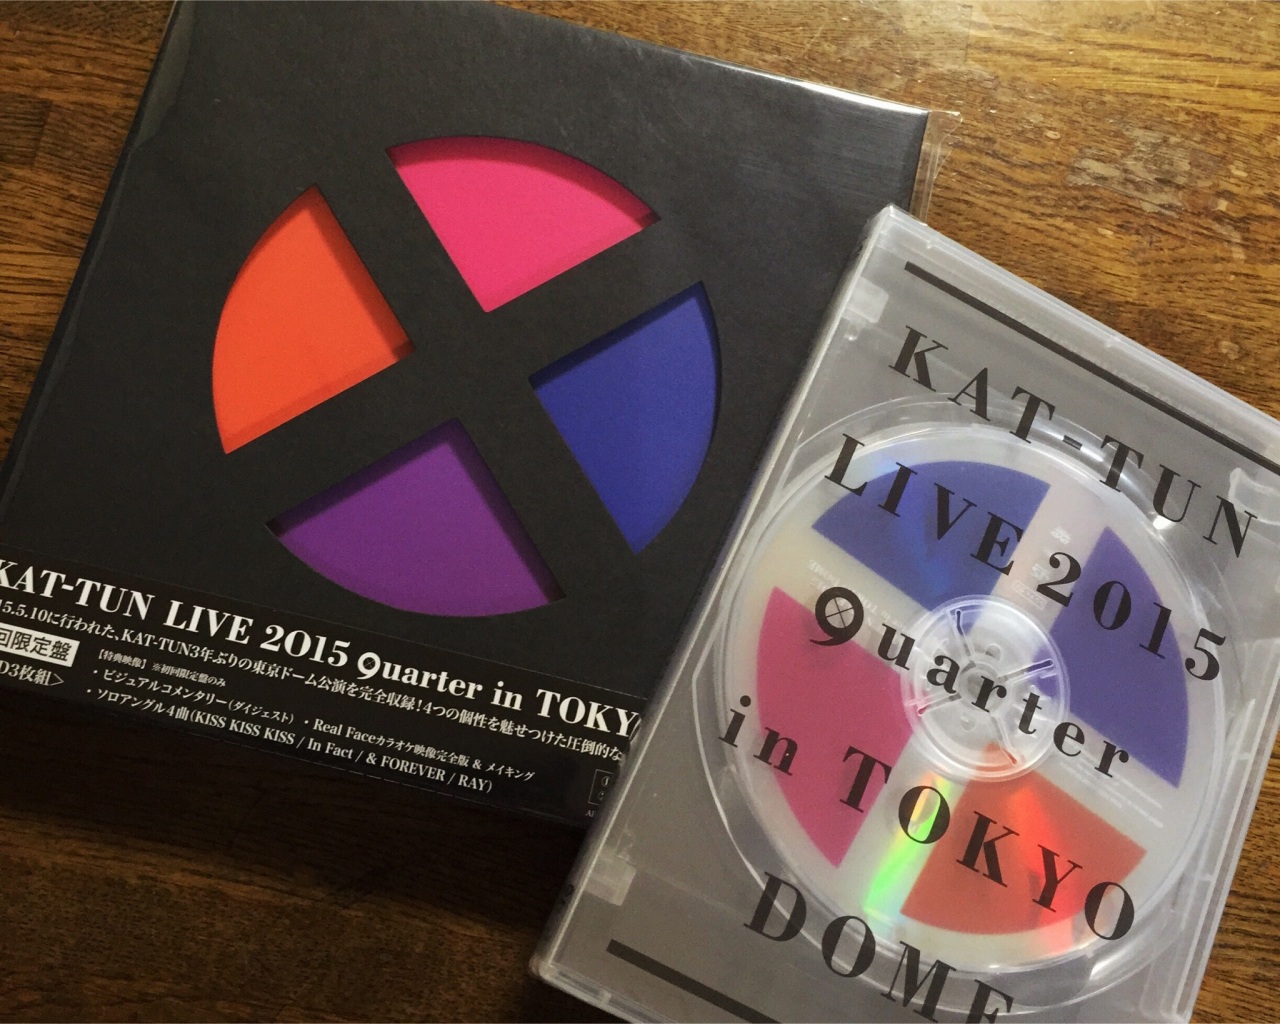 KAT-TUN LIVE 2015 9uarter in TOKY
15.5.10に行われた、KAT-TUN3年ぶりの東京ドーム公演を完全収録！4つの個性を魅せつけた圧倒的な
回限定盤
D3枚組
【特典映像】※初回限定盤のみ
・ビジュアルコメンタリー(ダイジェスト) ・Real Faceカラオケ映像完全版 & メイキング
・ソロアングル4曲(KISS KISS KISS / In Fact / & FOREVER / RAY)
KAT-TUN
LIVE 2015
9uarter
in TOKYO
DOME